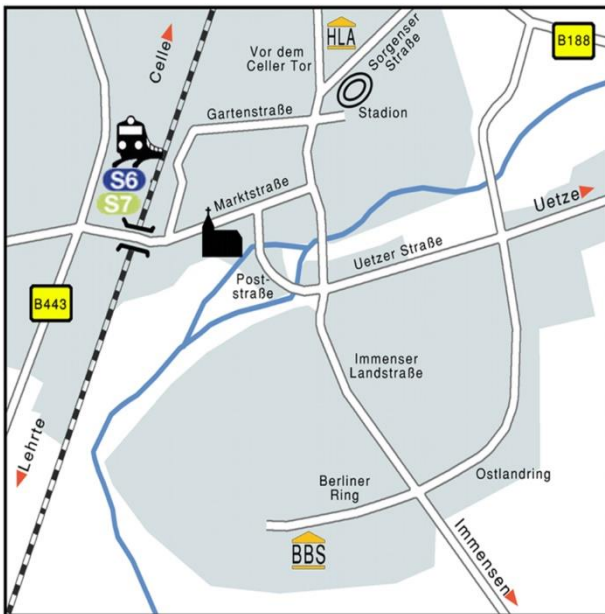 Celle
Vor dem
Celler Tor
HLA
Sorgenser
Straße
B188
Gartenstraße
Stadion
S6
S7
Marktstraße
Uetze
Uetzer Straße
Post-
straße
B443
Immenser
Landstraße
Lehrte
Berliner
Ring
Ostlandring
BBS
Immensen